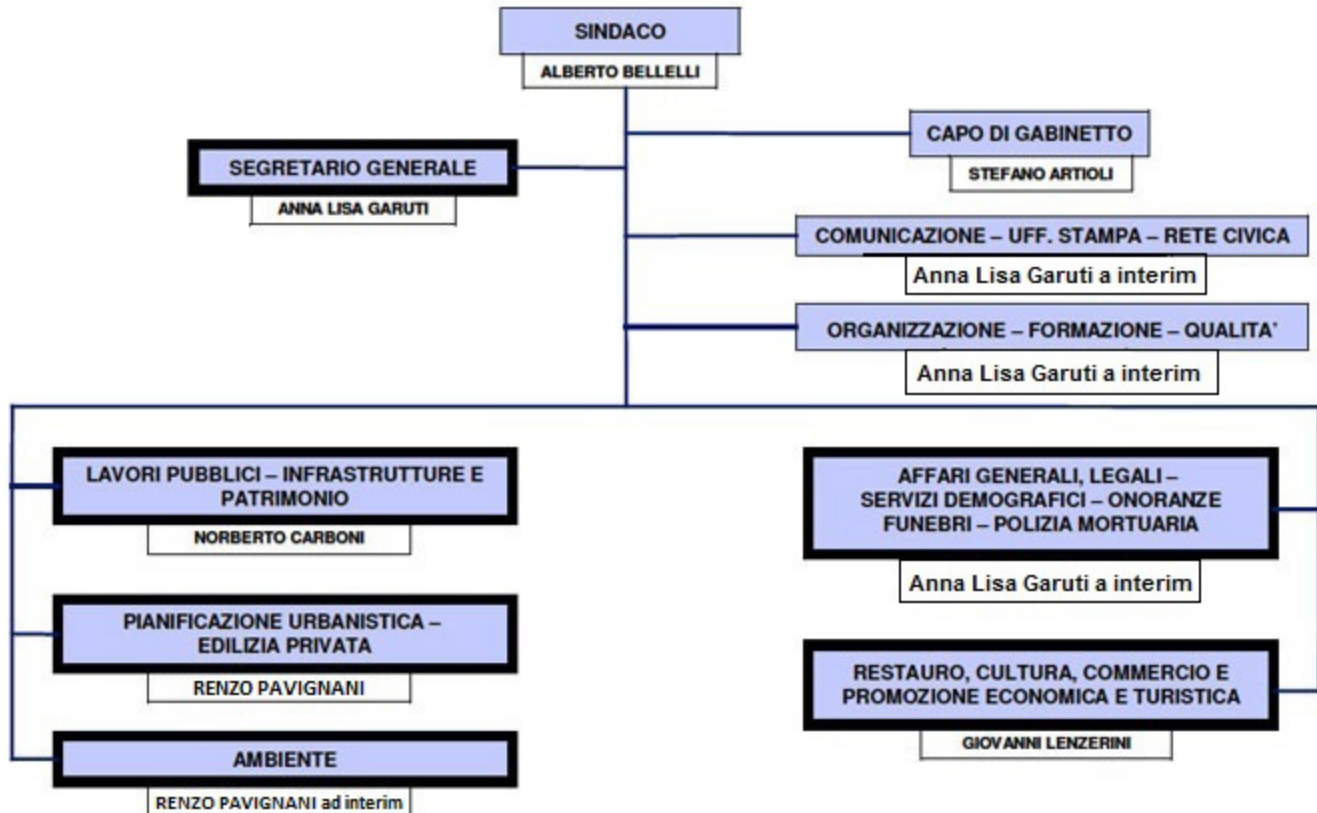 SINDACO
ALBERTO BELLELLI
CAPO DI GABINETTO
STEFANO ARTIOLI
SEGRETARIO GENERALE
ANNA LISA GARUTI
COMUNICAZIONE – UFF. STAMPA – RETE CIVICA
Anna Lisa Garuti a interim
ORGANIZZAZIONE – FORMAZIONE – QUALITA'
Anna Lisa Garuti a interim
LAVORI PUBBLICI – INFRASTRUTTURE E
PATRIMONIO
NORBERTO CARBONI
PIANIFICAZIONE URBANISTICA –
EDILIZIA PRIVATA
RENZO PAVIGNANI
AMBIENTE
RENZO PAVIGNANI ad interim
AFFARI GENERALI, LEGALI –
SERVIZI DEMOGRAFICI – ONORANZE
FUNEBRI – POLIZIA MORTUARIA
Anna Lisa Garuti a interim
RESTAURO, CULTURA, COMMERCIO E
PROMOZIONE ECONOMICA E TURISTICA
GIOVANNI LENZERINI